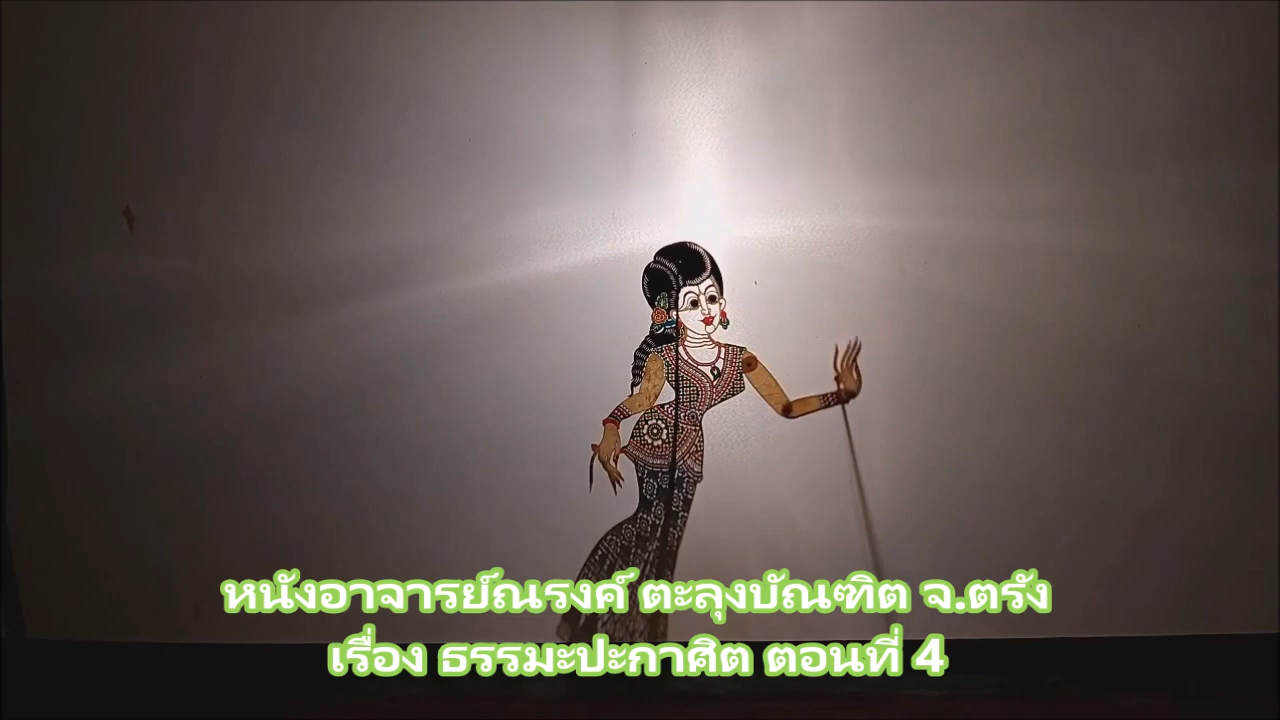 หนังอาจารย์ณรงค์ ตะลุงบัณฑิต จ.ตรัง
เรื่อง ธรรมะปะกาศิต ตอนที่ 4